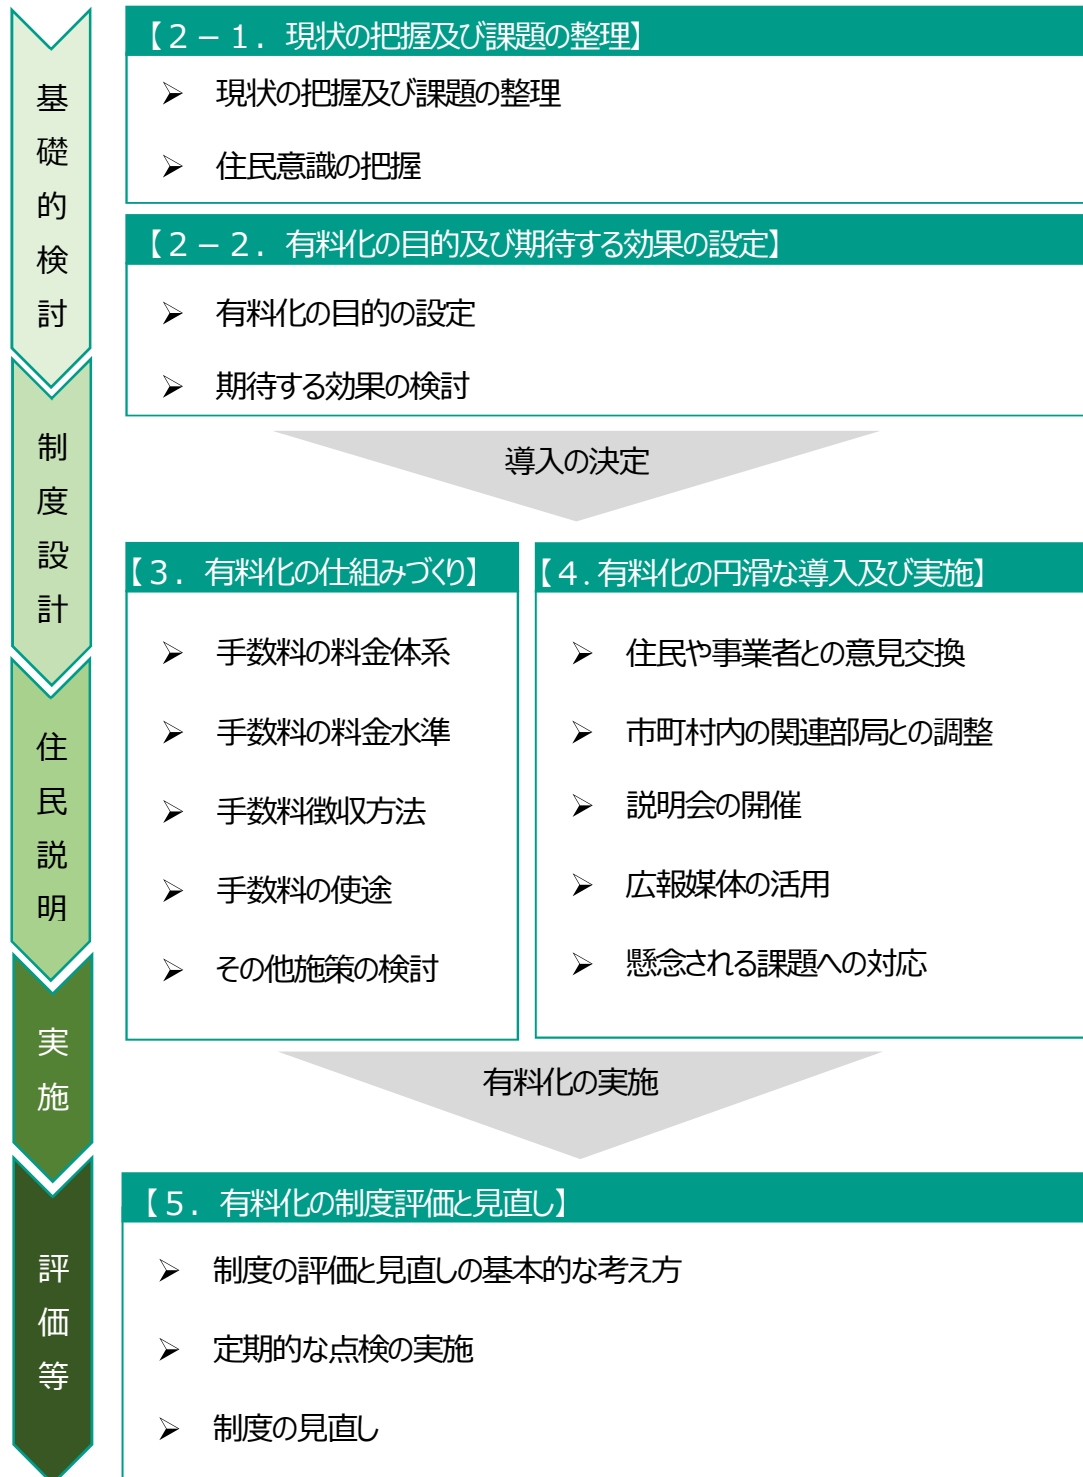 基礎的検討
【２－１．現状の把握及び課題の整理】
➢ 現状の把握及び課題の整理
➢ 住民意識の把握
【２－２．有料化の目的及び期待する効果の設定】
➢ 有料化の目的の設定
➢ 期待する効果の検討
導入の決定
制度設計
住民説明
【３．有料化の仕組みづくり】
➢ 手数料の料金体系
➢ 手数料の料金水準
➢ 手数料徴収方法
➢ 手数料の使途
➢ その他施策の検討
【４．有料化の円滑な導入及び実施】
➢ 住民や事業者との意見交換
➢ 市町村内の関連部局との調整
➢ 説明会の開催
➢ 広報媒体の活用
➢ 懸念される課題への対応
実施
有料化の実施
評価等
【５．有料化の制度評価と見直し】
➢ 制度の評価と見直しの基本的な考え方
➢ 定期的な点検の実施
➢ 制度の見直し